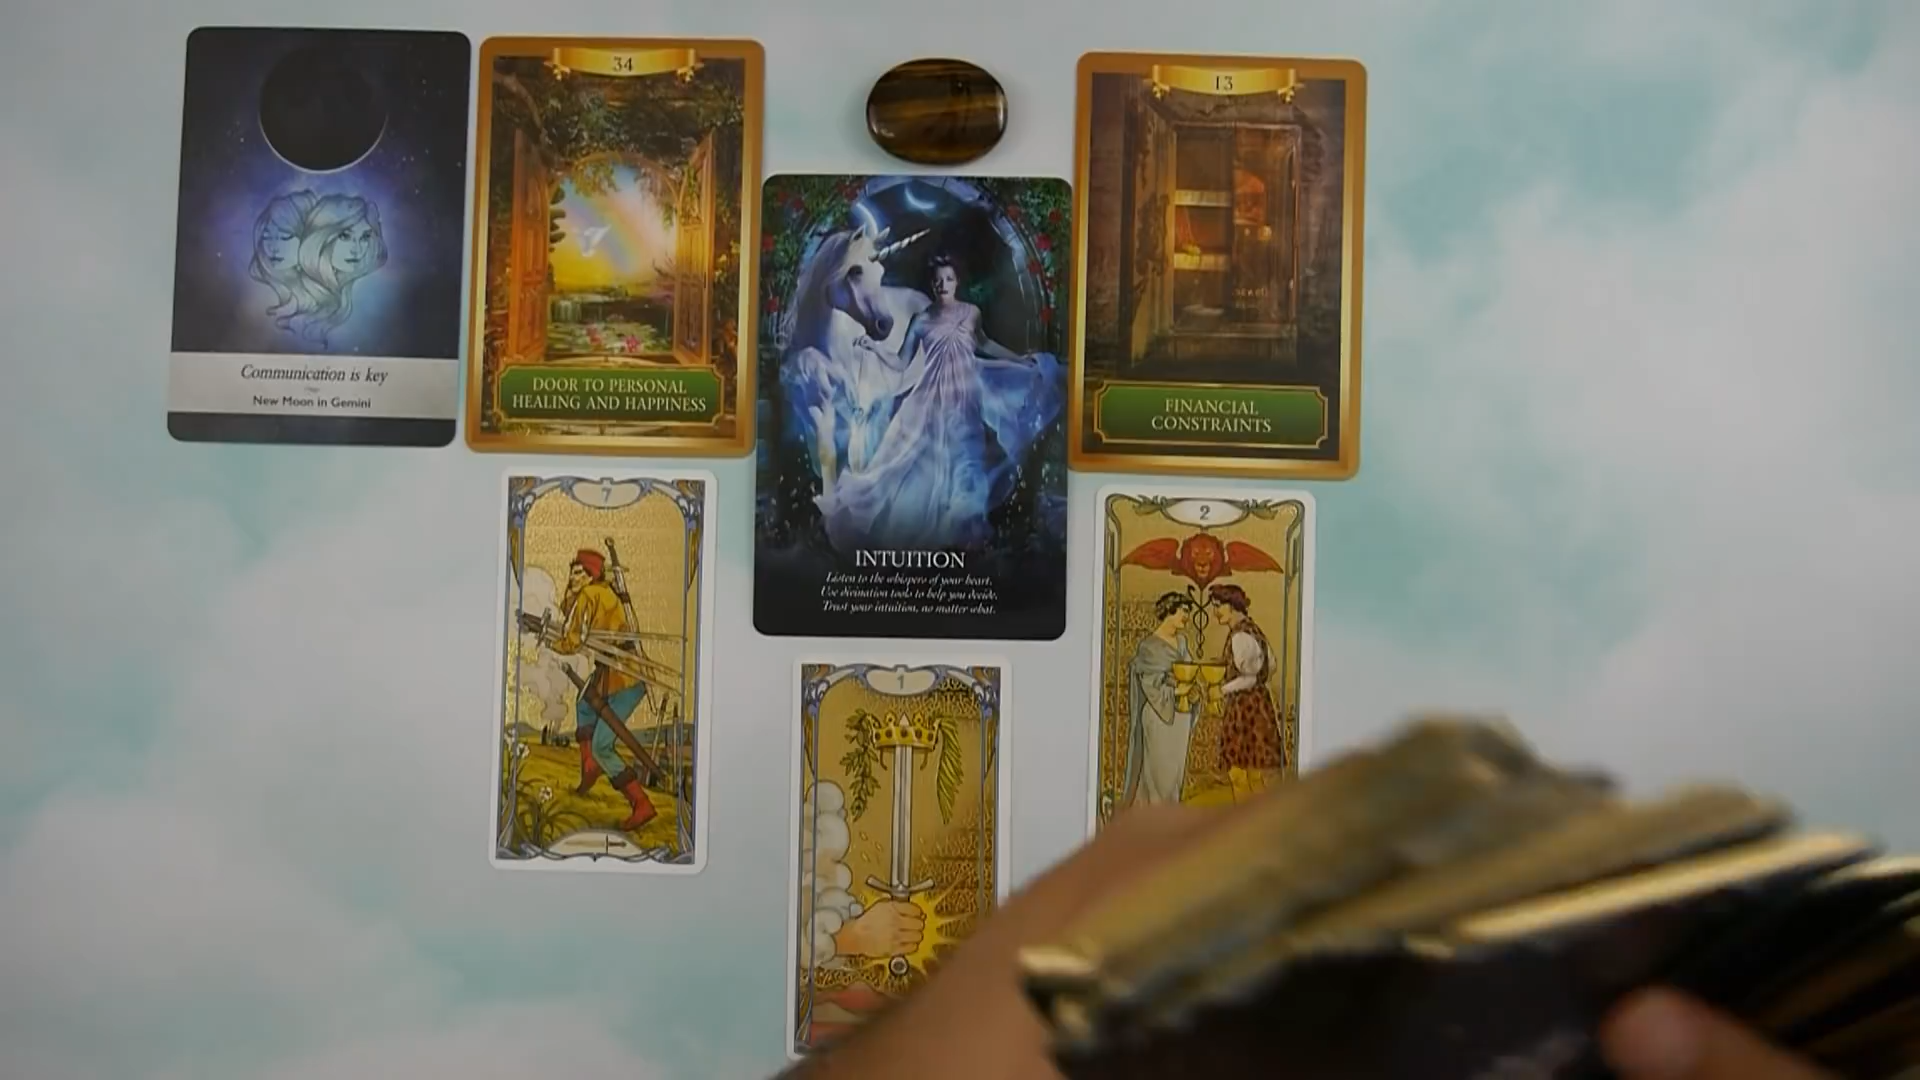 Communication is key
New Moon in Gemini
34
DOOR TO PERSONAL
HEALING AND HAPPINESS
INTUITION
Listen to the whispers of your heart.
Use divination tools to help you decide.
Trust your intuition, no matter what.
13
FINANCIAL
CONSTRAINTS
7
1
2